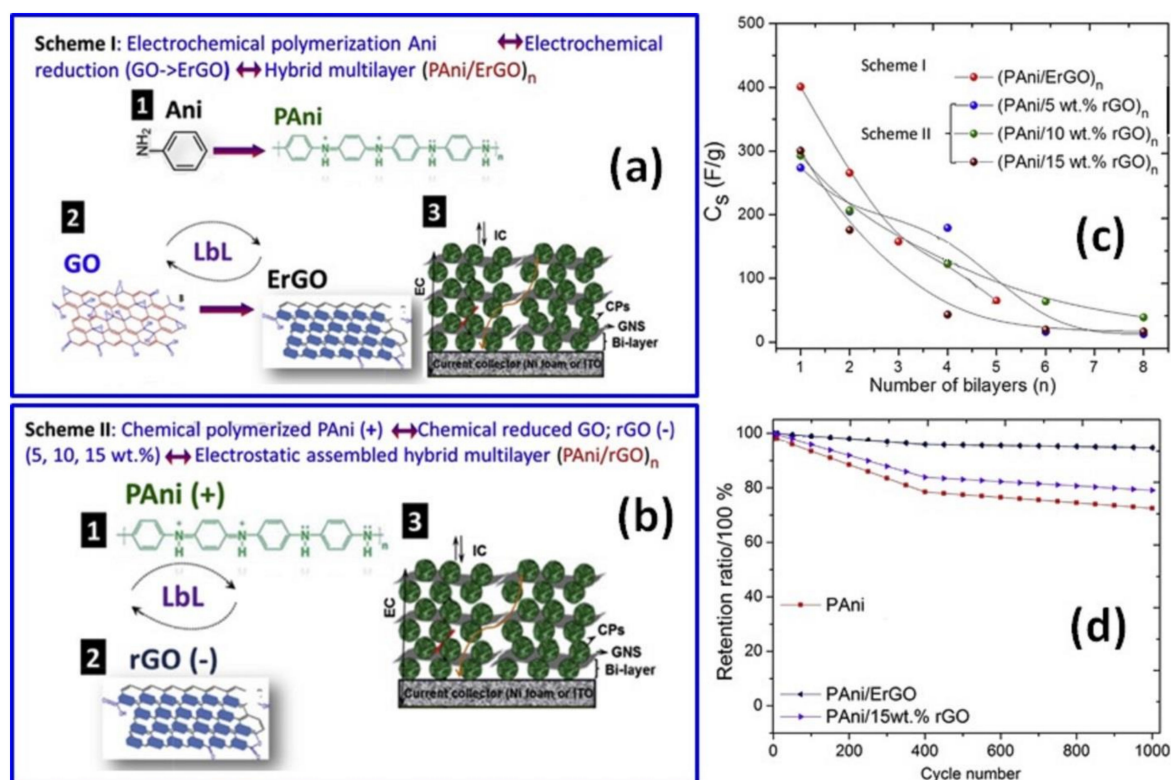 Scheme I: Electrochemical polymerization Ani ↔ Electrochemical
reduction (GO->ErGO) ↔ Hybrid multilayer (PAni/ErGO)n
1
Ani
NH2
PAni
n
(a)
2
GO
LbL
ErGO
3
IC
EC
CPs
GNS
Bi-layer
Current collector (Ni foam or ITO
Scheme II: Chemical polymerized PAni (+) ↔ Chemical reduced GO; rGO (-)
(5, 10, 15 wt.%) ↔ Electrostatic assembled hybrid multilayer (PAni/rGO)n
PAni (+)
1
n
(b)
LbL
2
rGO (-)
3
IC
EC
CPs
GNS
Bi-layer
Current collector (Ni foam or ITO
500
400
300
200
100
0
Cs (F/g)
Scheme I
(PAni/ErGO)n
(PAni/5 wt.% rGO)n
Scheme II
(PAni/10 wt.% rGO)n
(PAni/15 wt.% rGO)n
(c)
1 2 3 4 5 6 7 8
Number of bilayers (n)
100
80
60
40
20
0
Retention ratio/100 %
PAni
(d)
PAni/ErGO
PAni/15wt.% rGO
0 200 400 600 800 1000
Cycle number